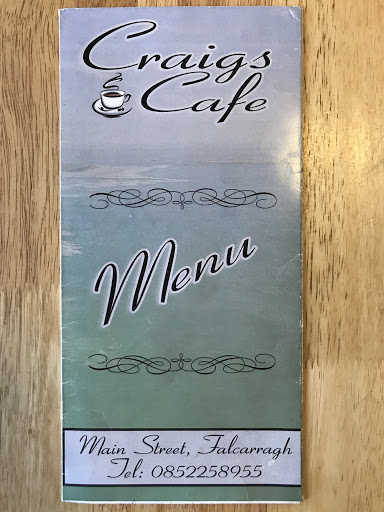 Craigs
Cafe
Menu
Main Street, Falcarragh
Tel: 0852258955